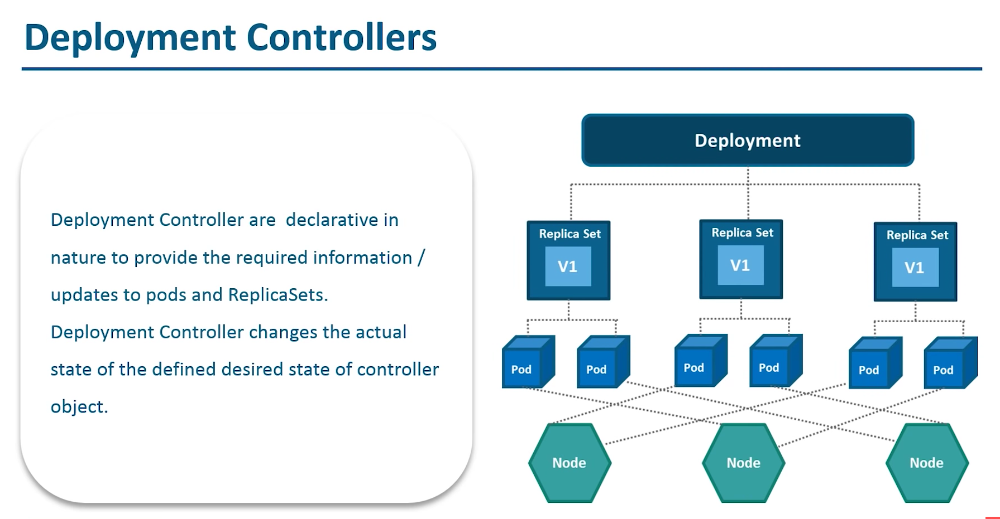 Deployment Controllers
Deployment Controller are declarative in
nature to provide the required information /
updates to pods and ReplicaSets.
Deployment Controller changes the actual
state of the defined desired state of controller
object.
Deployment
Replica Set
V1
Replica Set
V1
Replica Set
V1
Pod
Pod
Pod
Pod
Pod
Pod
Node
Node
Node